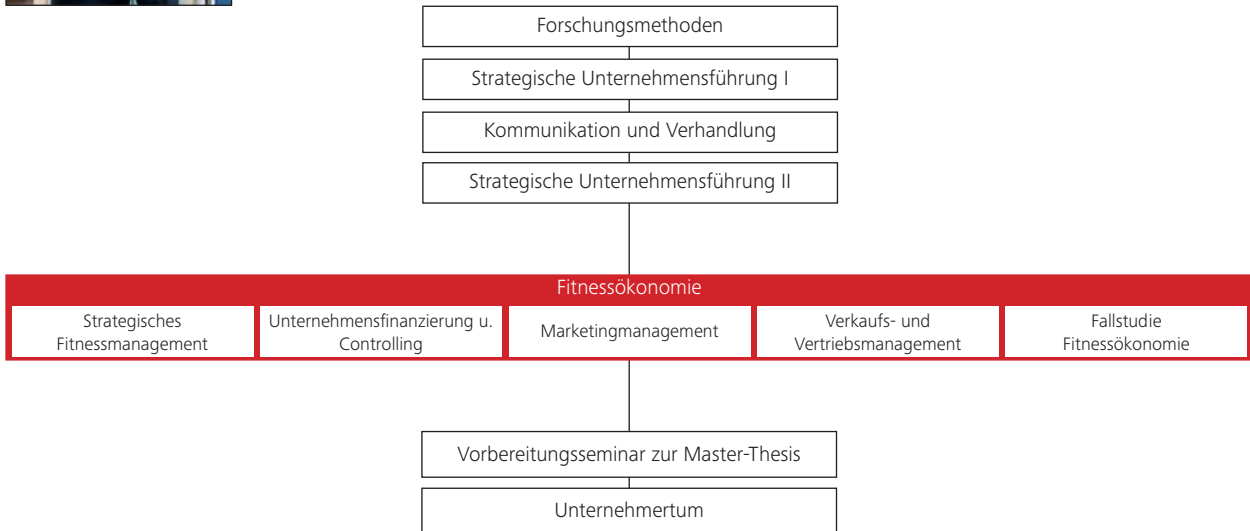 Forschungsmethoden
Strategische Unternehmensführung I
Kommunikation und Verhandlung
Strategische Unternehmensführung II
Fitnessökonomie
Strategisches
Fitnessmanagement
Unternehmensfinanzierung u.
Controlling
Marketingmanagement
Verkaufs- und
Vertriebsmanagement
Fallstudie
Fitnessökonomie
Vorbereitungsseminar zur Master-Thesis
Unternehmertum